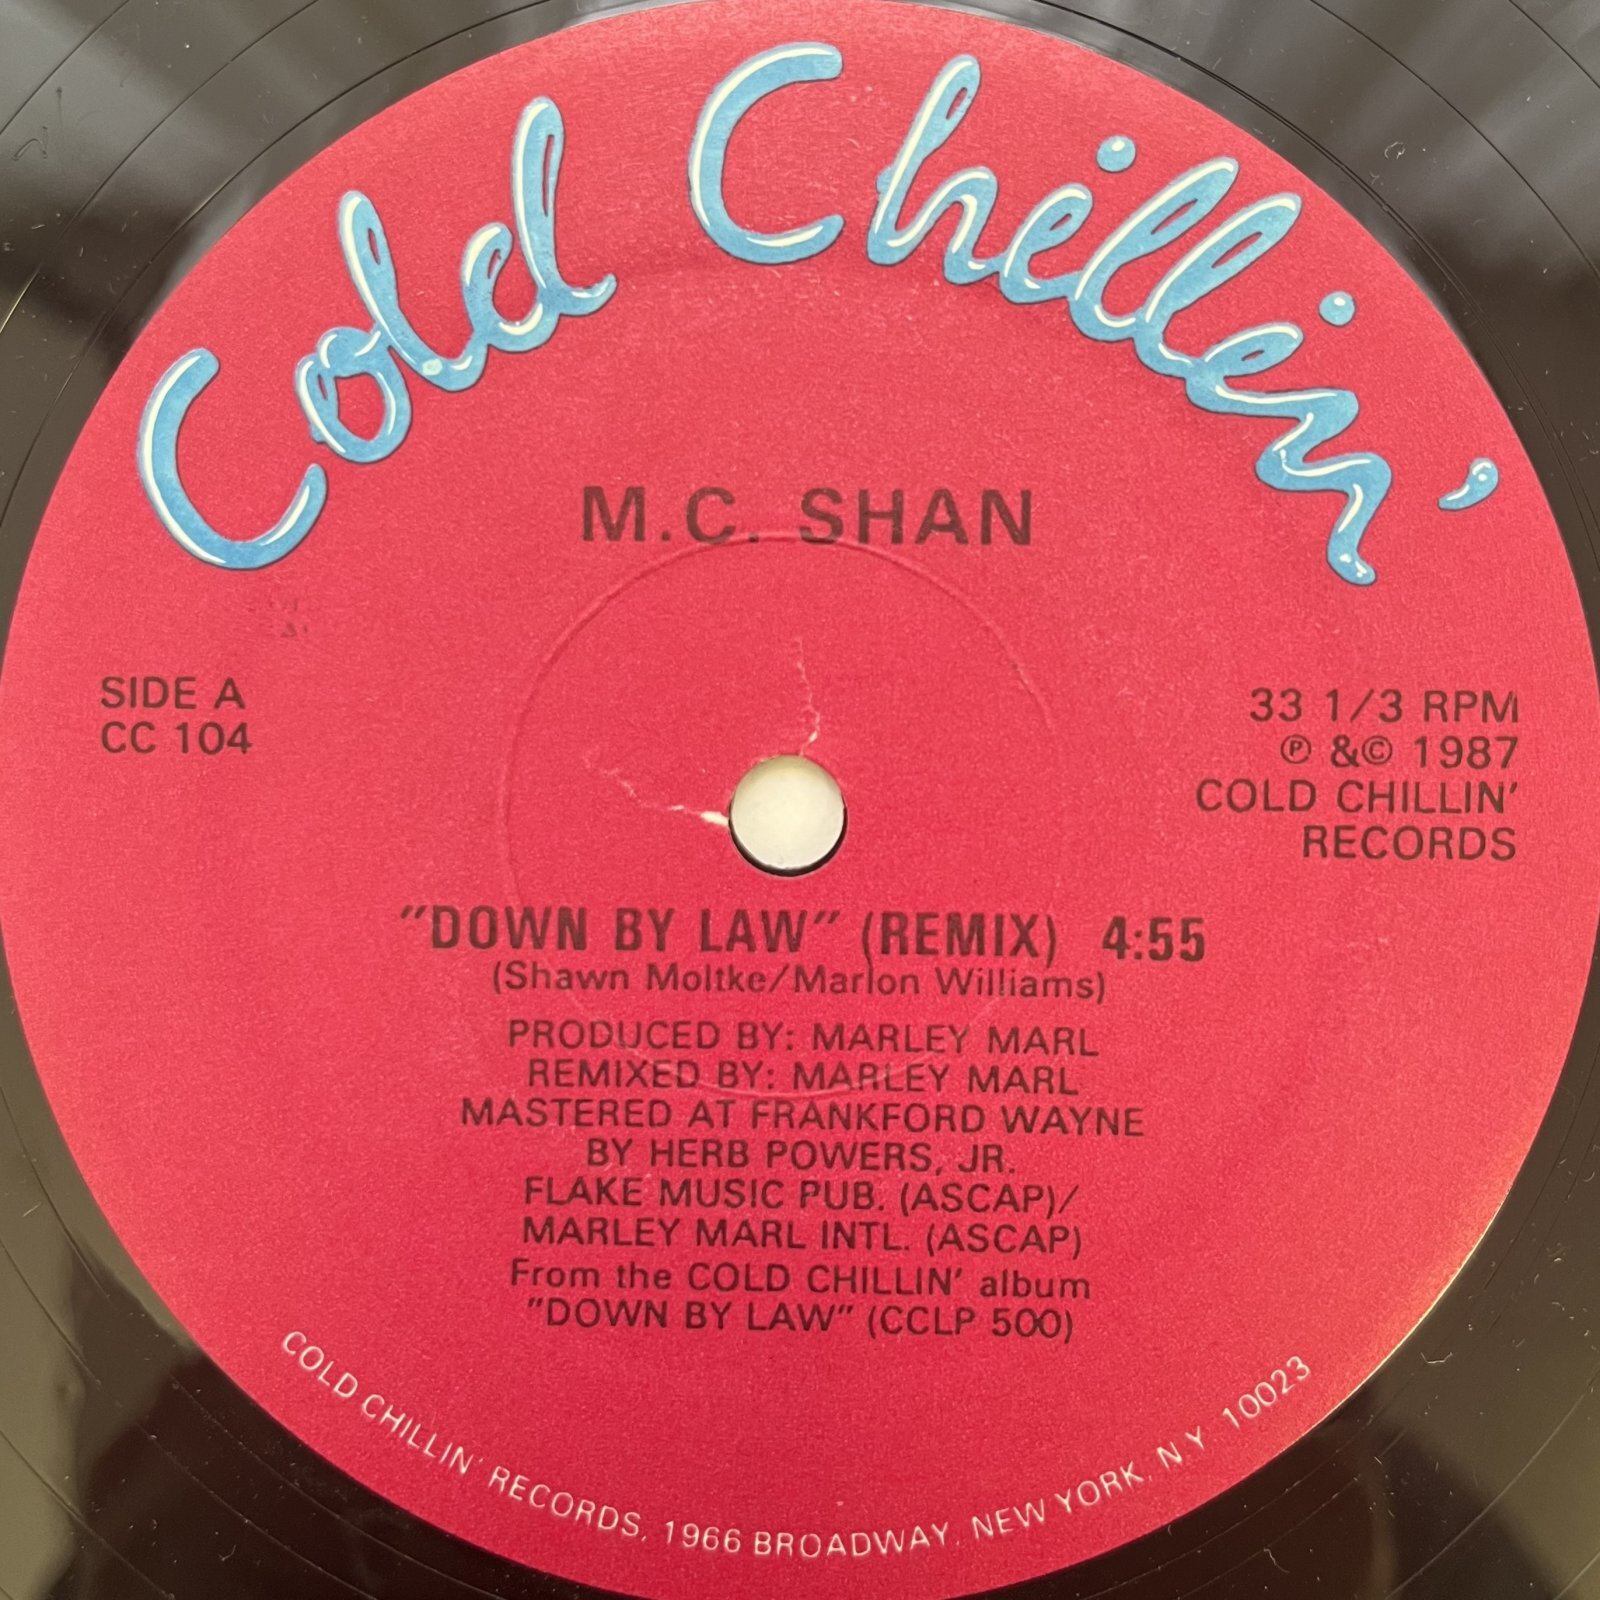 Cold Chillin'
M.C. SHAN
SIDE A
CC 104
33 1/3 RPM
℗ &© 1987
COLD CHILLIN'
RECORDS
"DOWN BY LAW" (REMIX) 4:55
(Shawn Moltke/Marlon Williams)
PRODUCED BY: MARLEY MARL
REMIXED BY: MARLEY MARL
MASTERED AT FRANKFORD WAYNE
BY HERB POWERS, JR.
FLAKE MUSIC PUB. (ASCAP)/
MARLEY MARL INTL. (ASCAP)
From the COLD CHILLIN' album
"DOWN BY LAW" (CCLP 500)
COLD CHILLIN' RECORDS, 1966 BROADWAY, NEW YORK, N.Y. 10023